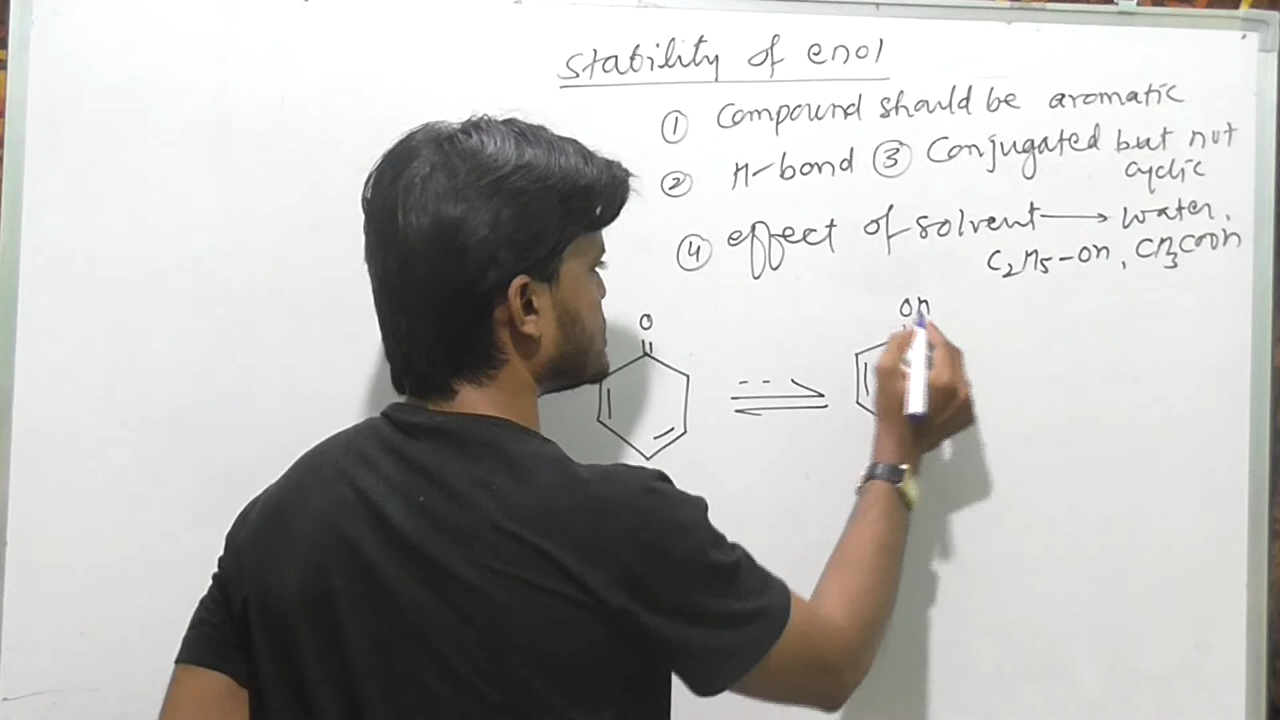 Stability of enol
① Compound should be aromatic
② H-bond ③ Conjugated but not
cyclic
④ effect of solvent → water,
C₂H₅-OH, CH₃COOH
O
OH